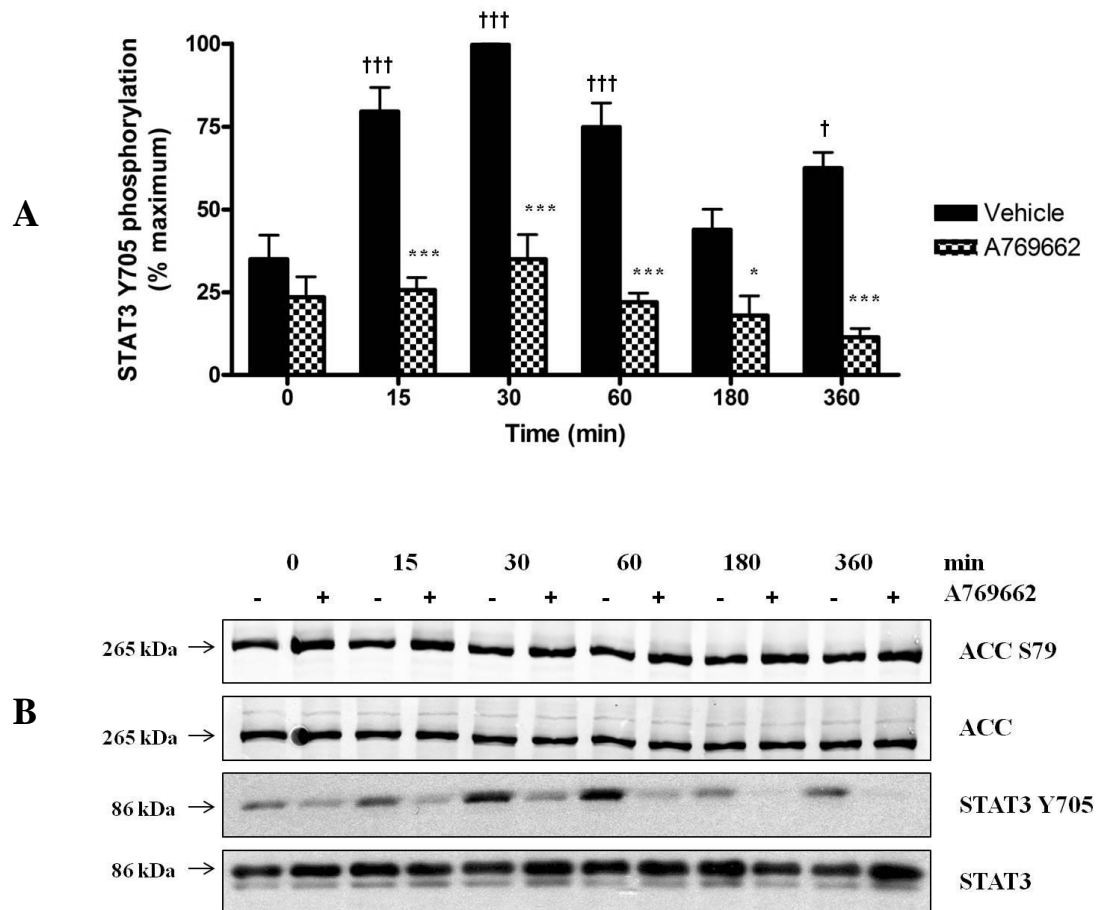 A
STAT3 Y705 phosphorylation
(% maximum)
100
75
50
25
0
†††
†††
†††
†
***
***
***
*
***
0 15 30 60 180 360
Time (min)
Vehicle
A769662
B
0 15 30 60 180 360 min
- + - + - + - + - + - + A769662
265 kDa → ACC S79
265 kDa → ACC
86 kDa → STAT3 Y705
86 kDa → STAT3